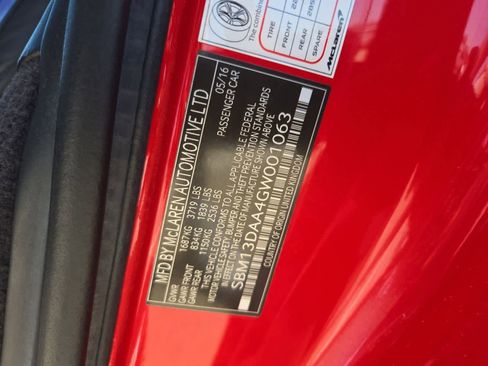 The combine
TIRE
FRONT
REAR
SPARE
McLaren
MFD BY McLAREN AUTOMOTIVE LTD
05/16
GVWR 1687KG 3719 LBS PASSENGER CAR
GAWR FRONT 834KG 1839 LBS
GAWR REAR 1150KG 2536 LBS
THIS VEHICLE CONFORMS TO ALL APPLICABLE FEDERAL
MOTOR VEHICLE SAFETY, BUMPER, AND THEFT PREVENTION STANDARDS
IN EFFECT ON THE DATE OF MANUFACTURE SHOWN ABOVE
SBM13DAA4GW001063
COUNTRY OF ORIGIN: UNITED KINGDOM